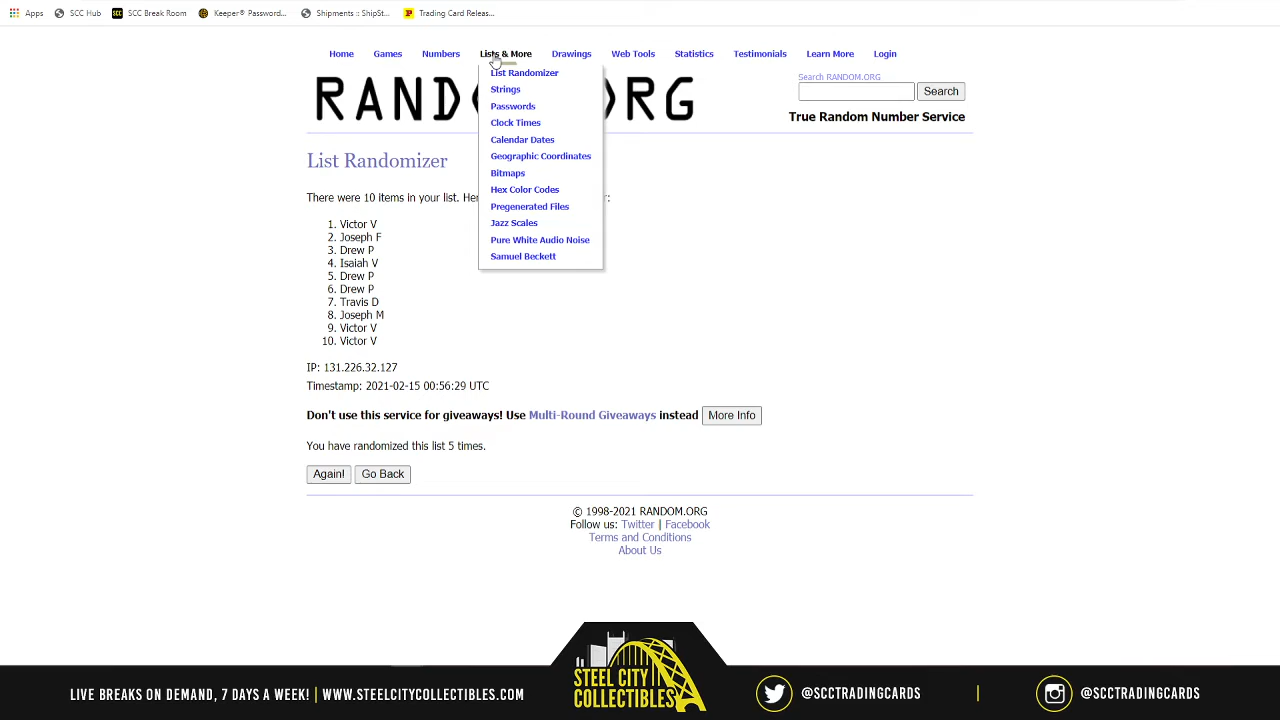 Apps SCC Hub SCC Break Room Keeper® Password... Shipments :: ShipSt... Trading Card Releas...
Home Games Numbers Lists & More Drawings Web Tools Statistics Testimonials Learn More Login
List Randomizer
Strings
Passwords
Clock Times
Calendar Dates
Geographic Coordinates
Bitmaps
Hex Color Codes
Pregenerated Files
Jazz Scales
Pure White Audio Noise
Samuel Beckett
RAND RG
Search RANDOM.ORG
Search
True Random Number Service
List Randomizer
There were 10 items in your list. Her r:
1. Victor V
2. Joseph F
3. Drew P
4. Isaiah V
5. Drew P
6. Drew P
7. Travis D
8. Joseph M
9. Victor V
10. Victor V
IP: 131.226.32.127
Timestamp: 2021-02-15 00:56:29 UTC
Don't use this service for giveaways! Use Multi-Round Giveaways instead More Info
You have randomized this list 5 times.
Again! Go Back
© 1998-2021 RANDOM.ORG
Follow us: Twitter | Facebook
Terms and Conditions
About Us
LIVE BREAKS ON DEMAND, 7 DAYS A WEEK! | WWW.STEELCITYCOLLECTIBLES.COM
STEEL CITY
COLLECTIBLES
@SCCTRADINGCARDS | @SCCTRADINGCARDS